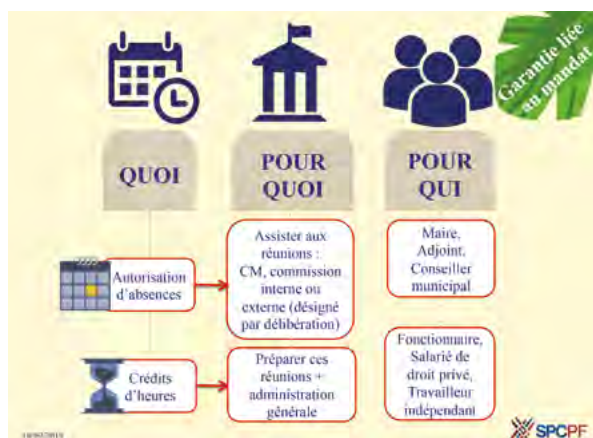 Garantie liée
au mandat
QUOI
POUR
QUOI
POUR
QUI
Autorisation
d'absences
Assister aux
réunions :
CM, commission
interne ou
externe (désigné
par délibération)
Maire,
Adjoint,
Conseiller
municipal
Crédits
d'heures
Préparer ces
réunions +
administration
générale
Fonctionnaire,
Salarié de
droit privé,
Travailleur
indépendant
SPCPF